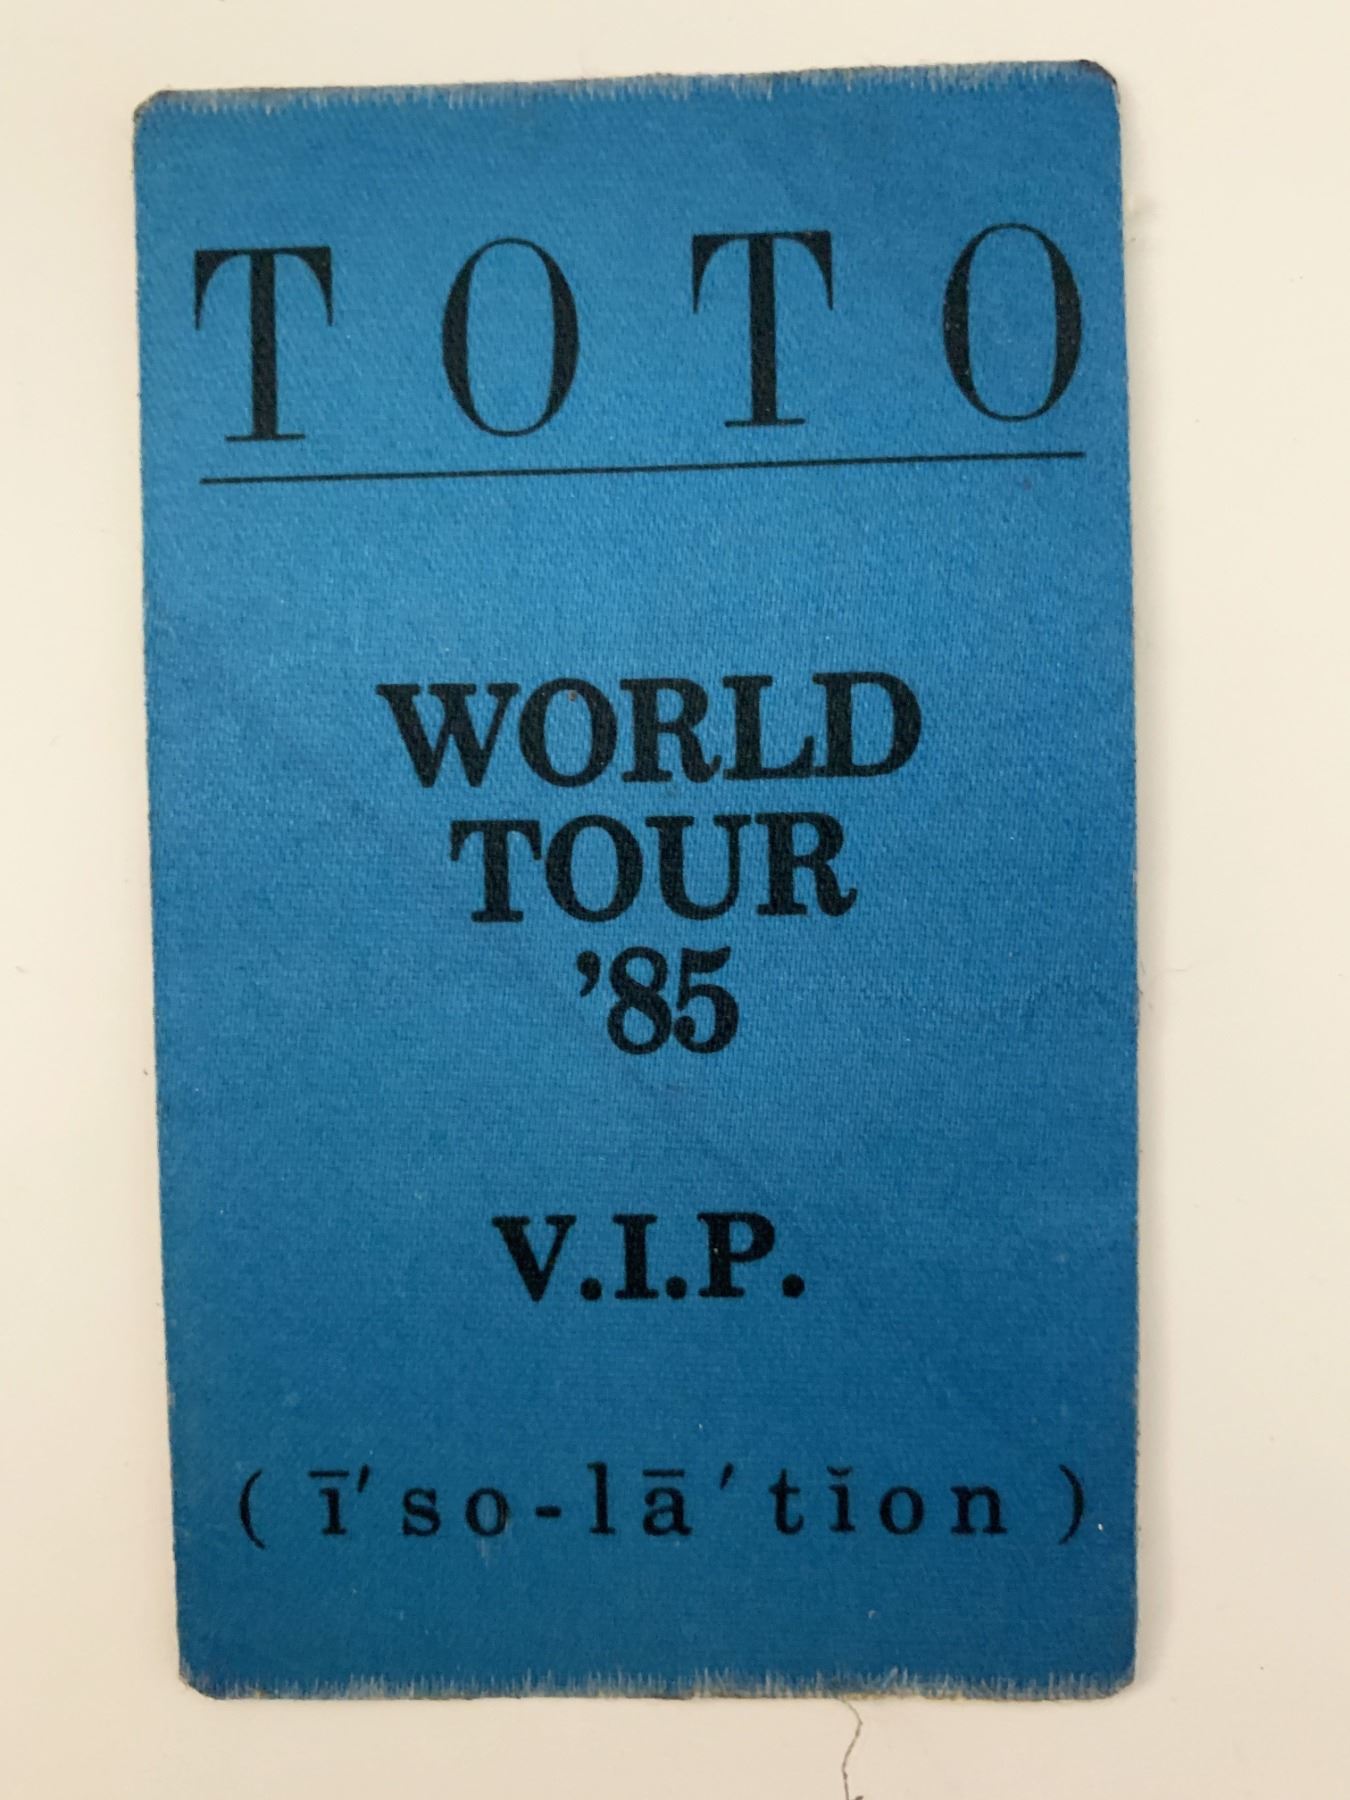 TOTO
WORLD
TOUR
’85
V.I.P.
( ī′so-lā′tĭon )